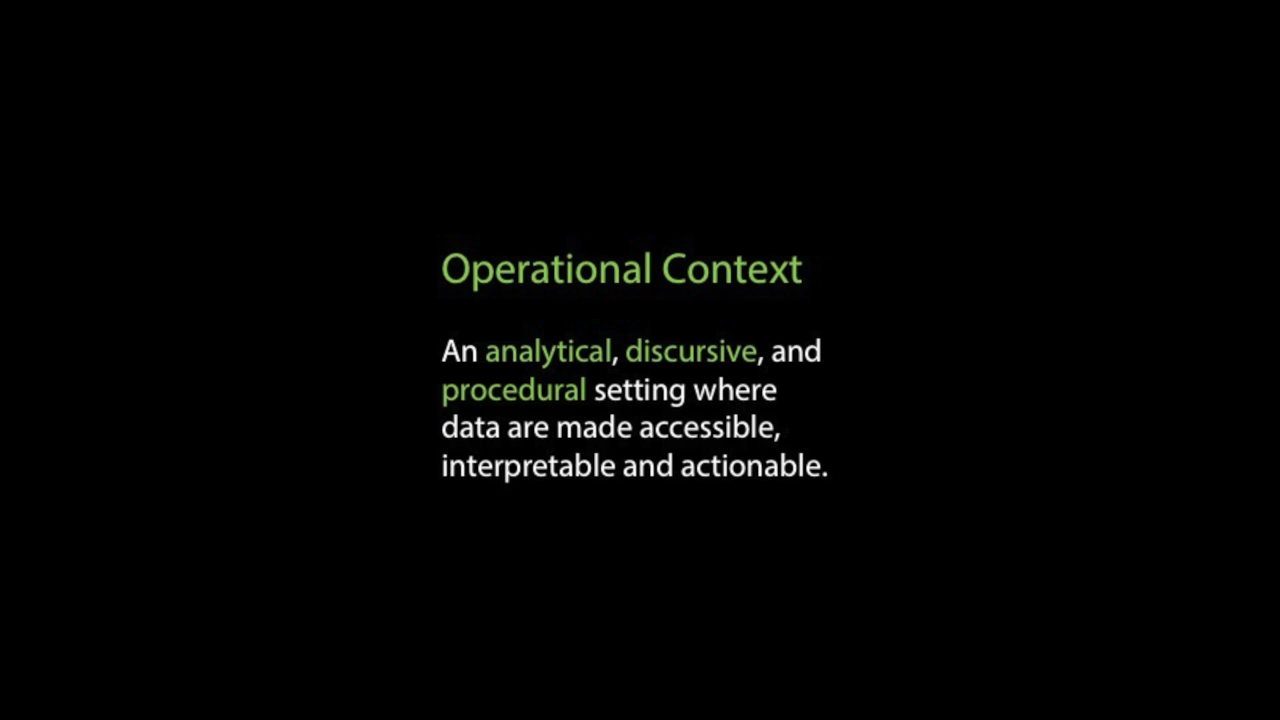 Operational Context
An analytical, discursive, and
procedural setting where
data are made accessible,
interpretable and actionable.